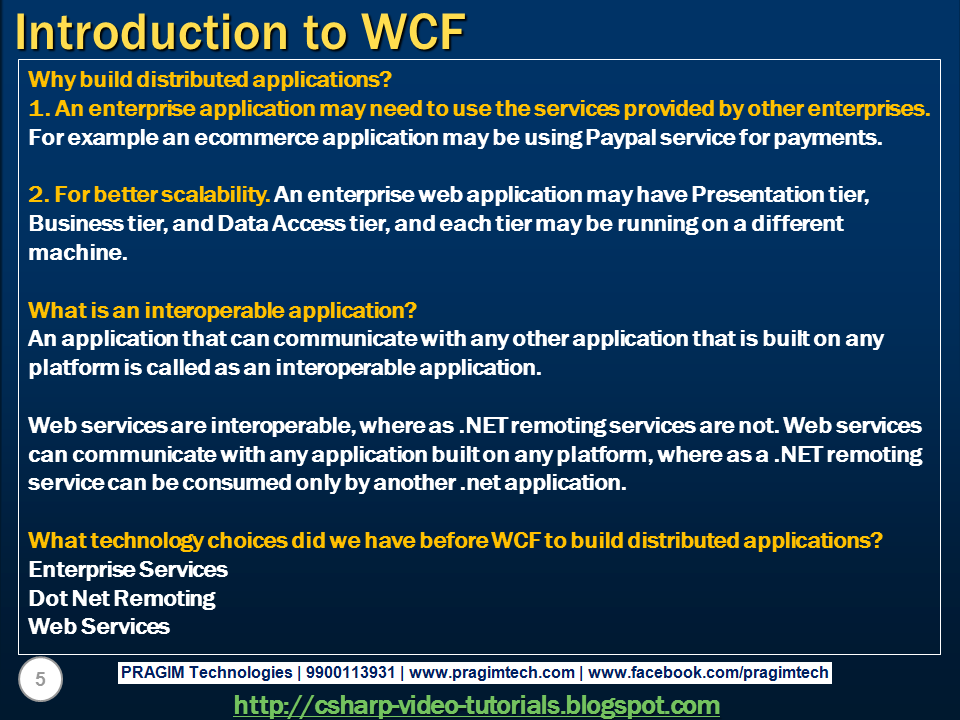 Introduction to WCF
Why build distributed applications?
1. An enterprise application may need to use the services provided by other enterprises.
For example an ecommerce application may be using Paypal service for payments.
2. For better scalability. An enterprise web application may have Presentation tier,
Business tier, and Data Access tier, and each tier may be running on a different
machine.
What is an interoperable application?
An application that can communicate with any other application that is built on any
platform is called as an interoperable application.
Web services are interoperable, where as .NET remoting services are not. Web services
can communicate with any application built on any platform, where as a .NET remoting
service can be consumed only by another .net application.
What technology choices did we have before WCF to build distributed applications?
Enterprise Services
Dot Net Remoting
Web Services
5
PRAGIM Technologies | 9900113931 | www.pragimtech.com | www.facebook.com/pragimtech
http://csharp-video-tutorials.blogspot.com